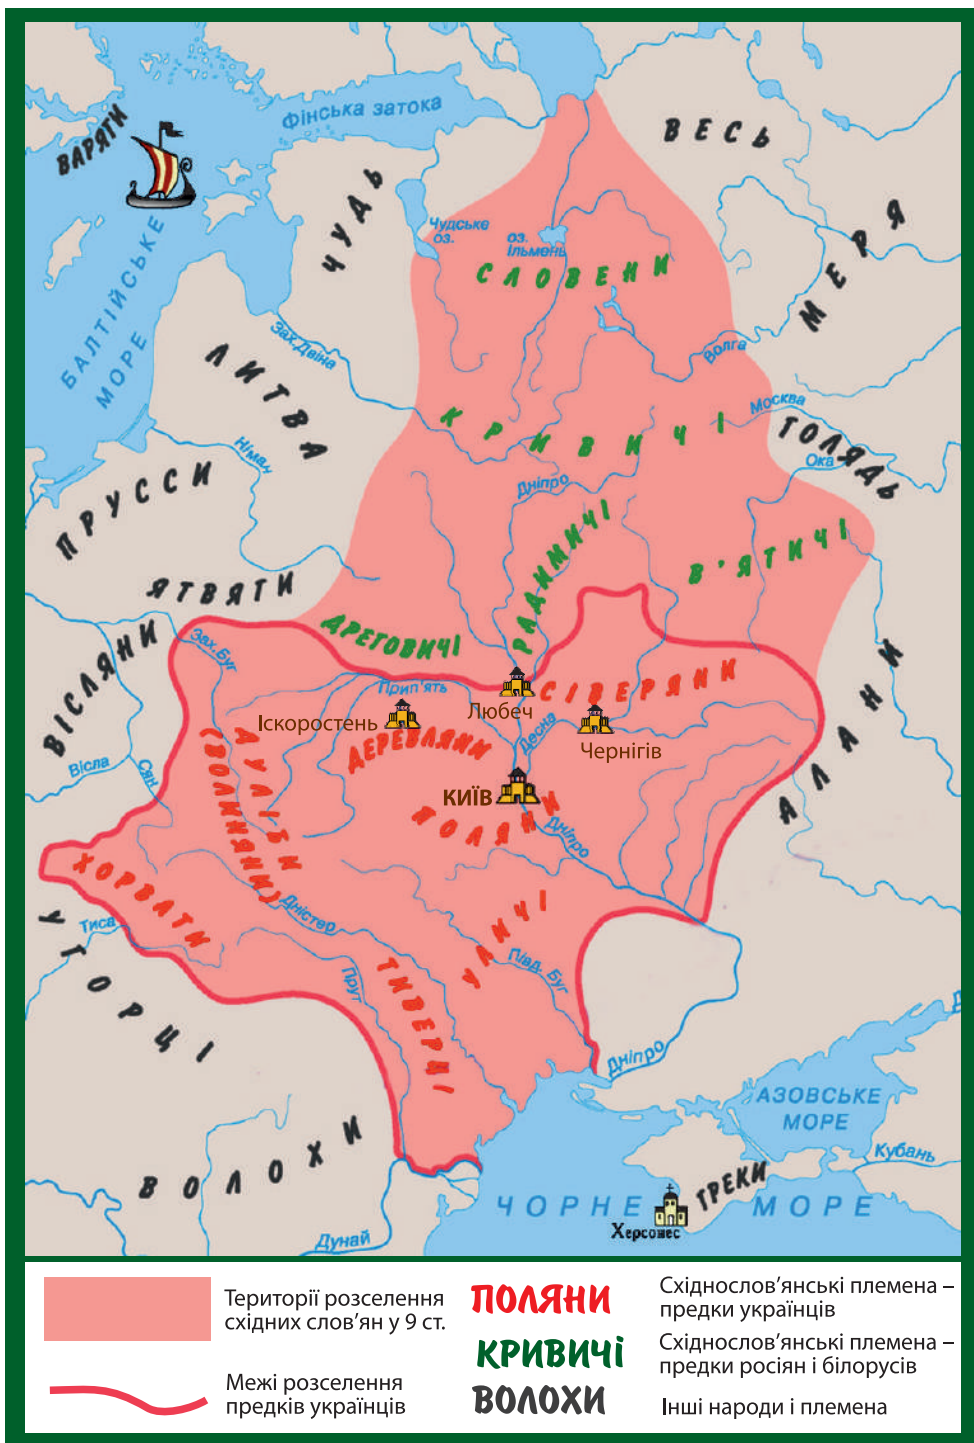 ВАРЯГИ
Фінська затока
ВЕСЬ
ЧУДЬ
Чудське
оз.
оз.
Ільмень
СЛОВЕНИ
МЕРЯ
БАЛТІЙСЬКЕ
МОРЕ
Зах. Двіна
Волга
ЛИТВА
КРИВИЧІ
Москва
ГОЛЯДЬ
Ока
Німан
ПРУССИ
Дніпро
РАДИМИЧІ
В'ЯТИЧІ
ЯТВЯГИ
ДРЕГОВИЧІ
ВІСЛЯНИ
Зах. Буг
Прип'ять
СІВЕРЯНИ
АЛАНИ
Іскоростень
Любеч
Десна
Чернігів
ДЕРЕВЛЯНИ
ДУЛІБИ
(ВОЛИНЯНИ)
Вісла
Сян
КИЇВ
ПОЛЯНИ
Дніпро
ХОРВАТИ
Дністер
УЛИЧІ
Тиса
УГОРЦІ
Прут
ТИВЕРЦІ
Півд. Буг
Дніпро
АЗОВСЬКЕ
МОРЕ
ВОЛОХИ
Кубань
ГРЕКИ
ЧОРНЕ МОРЕ
Херсонес
Дунай
Території розселення
східних слов'ян у 9 ст.
Межі розселення
предків українців
ПОЛЯНИ
Східнослов'янські племена –
предки українців
КРИВИЧІ
Східнослов'янські племена –
предки росіян і білорусів
ВОЛОХИ
Інші народи і племена